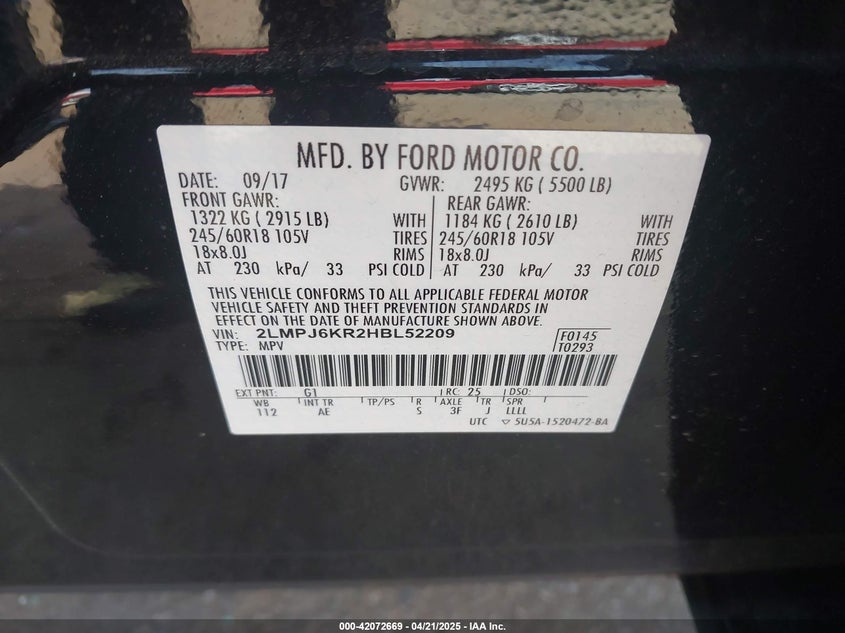 MFD. BY FORD MOTOR CO.
DATE: 09/17 GVWR: 2495 KG ( 5500 LB)
FRONT GAWR: REAR GAWR:
1322 KG ( 2915 LB) WITH 1184 KG ( 2610 LB) WITH
245/60R18 105V TIRES 245/60R18 105V TIRES
18x8.0J RIMS 18x8.0J RIMS
AT 230 kPa/ 33 PSI COLD AT 230 kPa/ 33 PSI COLD
THIS VEHICLE CONFORMS TO ALL APPLICABLE FEDERAL MOTOR
VEHICLE SAFETY AND THEFT PREVENTION STANDARDS IN
EFFECT ON THE DATE OF MANUFACTURE SHOWN ABOVE.
VIN: 2LMPJ6KR2HBL52209 F0145
TYPE: MPV T0293
EXT PNT: G1 RC: 25 DSO:
WB INT TR TP/PS R AXLE TR SPR
112 AE S 3F J LLLL
UTC ▽ 5U5A-1520472-BA
000-42072669 - 04/21/2025 - IAA Inc.